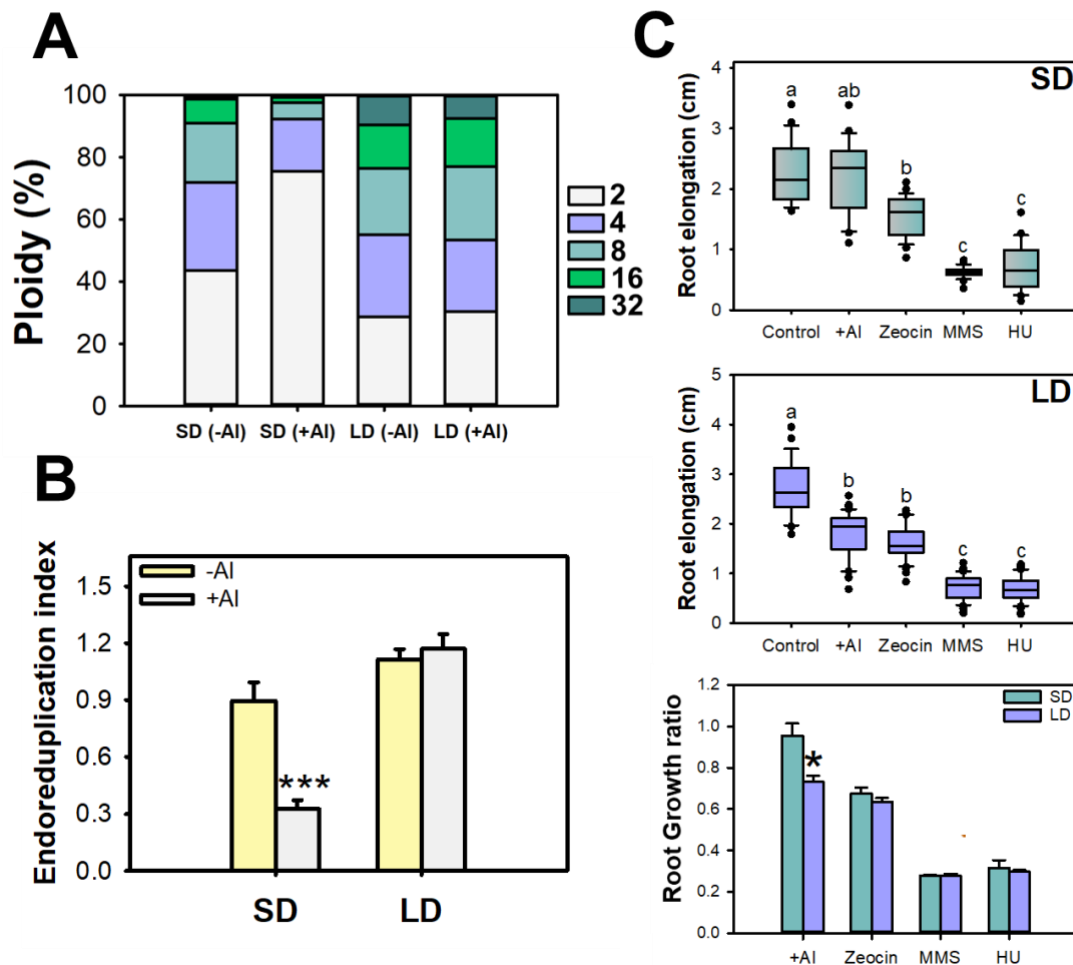 A
Ploidy (%)
100
80
60
40
20
0
SD (-Al)
SD (+Al)
LD (-Al)
LD (+Al)
2
4
8
16
32
B
Endoreduplication index
1.5
1.2
0.9
0.6
0.3
0.0
-Al
+Al
***
SD
LD
C
SD
Root elongation (cm)
4
3
2
1
0
a
ab
b
c
c
Control
+Al
Zeocin
MMS
HU
LD
Root elongation (cm)
5
4
3
2
1
0
a
b
b
c
c
Control
+Al
Zeocin
MMS
HU
Root Growth ratio
1.2
1.0
0.8
0.6
0.4
0.2
0.0
SD
LD
*
+Al
Zeocin
MMS
HU